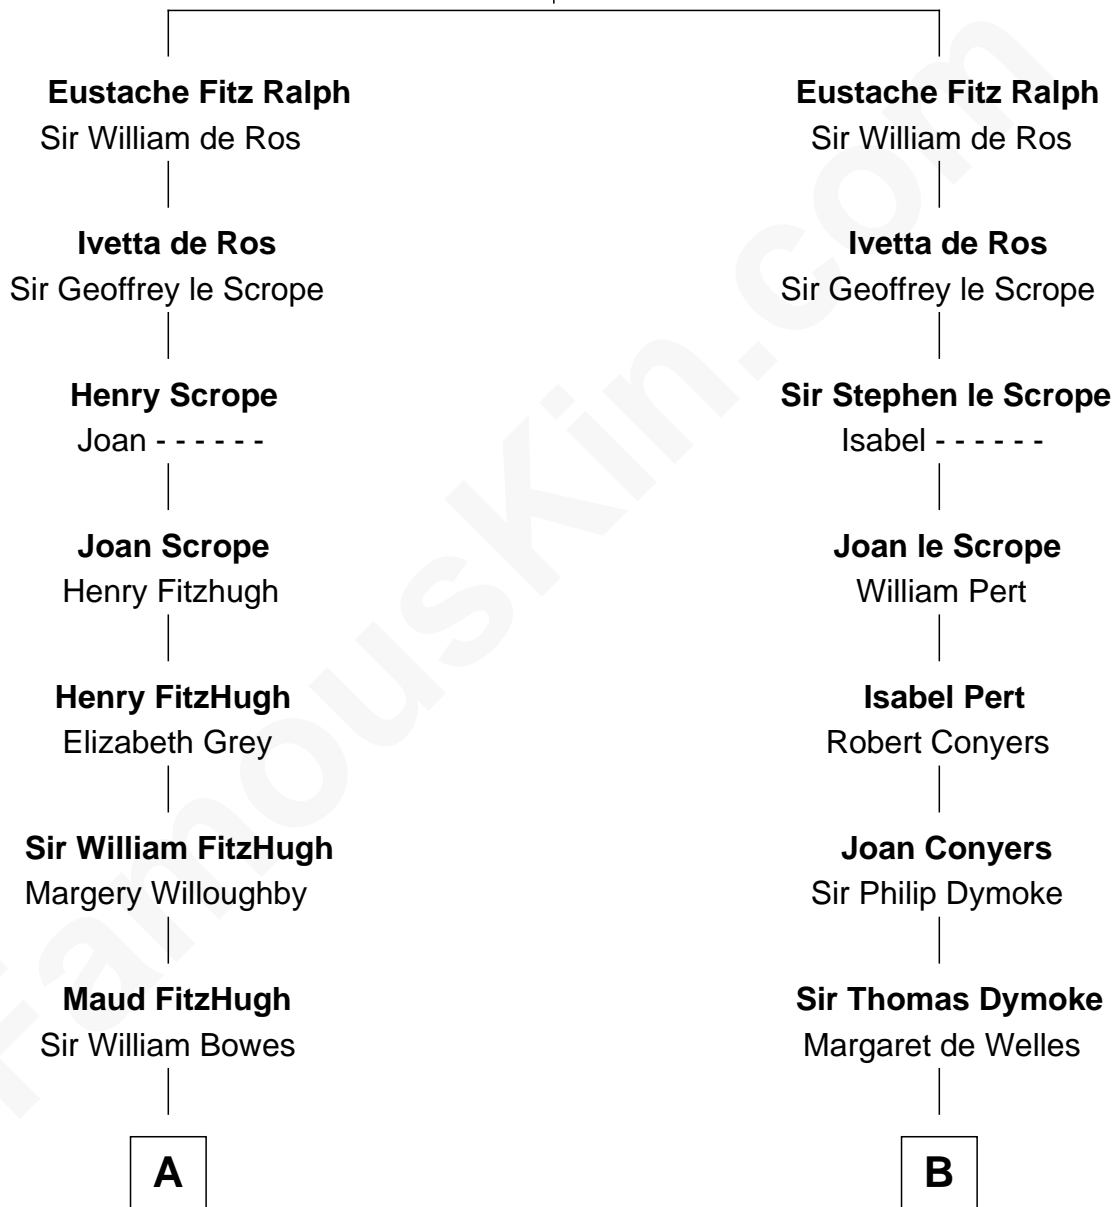 Eustache Fitz Ralph
Sir William de Ros
Ivetta de Ros
Sir Geoffrey le Scrope
Henry Scrope
Joan - - - - - -
Joan Scrope
Henry Fitzhugh
Henry FitzHugh
Elizabeth Grey
Sir William FitzHugh
Margery Willoughby
Maud FitzHugh
Sir William Bowes
A
Eustache Fitz Ralph
Sir William de Ros
Ivetta de Ros
Sir Geoffrey le Scrope
Sir Stephen le Scrope
Isabel - - - - - -
Joan le Scrope
William Pert
Isabel Pert
Robert Conyers
Joan Conyers
Sir Philip Dymoke
Sir Thomas Dymoke
Margaret de Welles
B
FamousKin.com